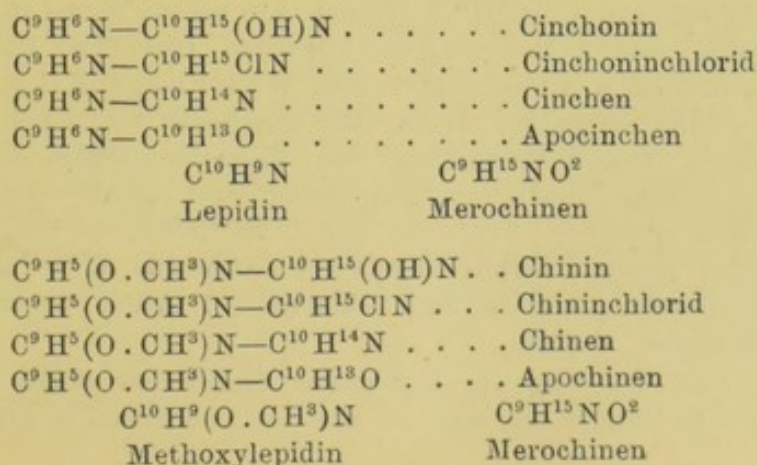 C⁹H⁶N—C¹⁰H¹⁵(OH)N . . . . . . Cinchonin
C⁹H⁶N—C¹⁰H¹⁵ClN . . . . . . . Cinchoninchlorid
C⁹H⁶N—C¹⁰H¹⁴N . . . . . . . . Cinchen
C⁹H⁶N—C¹⁰H¹³O . . . . . . . . Apocinchen
C¹⁰H⁹N C⁹H¹⁵NO²
Lepidin Merochinen
C⁹H⁵(O.CH³)N—C¹⁰H¹⁵(OH)N . . Chinin
C⁹H⁵(O.CH³)N—C¹⁰H¹⁵ClN . . . Chininchlorid
C⁹H⁵(O.CH³)N—C¹⁰H¹⁴N . . . . Chinen
C⁹H⁵(O.CH³)N—C¹⁰H¹³O . . . . Apochinen
C¹⁰H⁹(O.CH³)N C⁹H¹⁵NO²
Methoxylepidin Merochinen